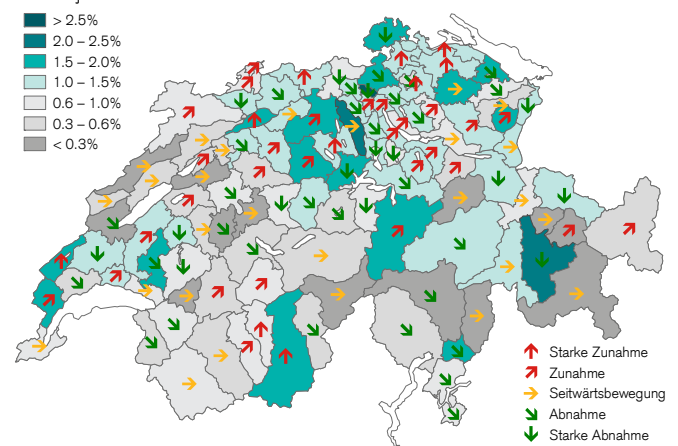 > 2.5%
2.0 – 2.5%
1.5 – 2.0%
1.0 – 1.5%
0.6 – 1.0%
0.3 – 0.6%
< 0.3%
Starke Zunahme
Zunahme
Seitwärtsbewegung
Abnahme
Starke Abnahme